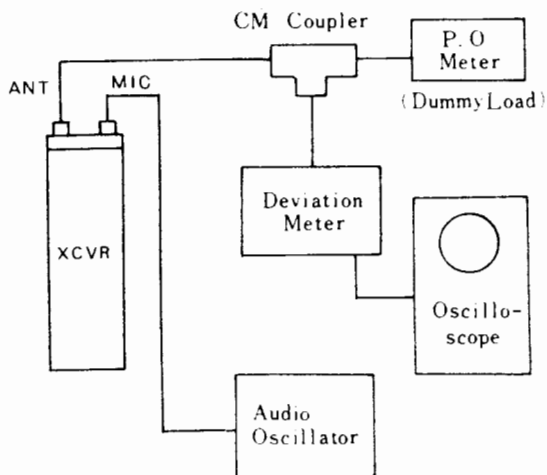 CM Coupler
P.O
Meter
(Dummy Load)
ANT
MIC
XCVR
Deviation
Meter
Oscillo-
scope
Audio
Oscillator